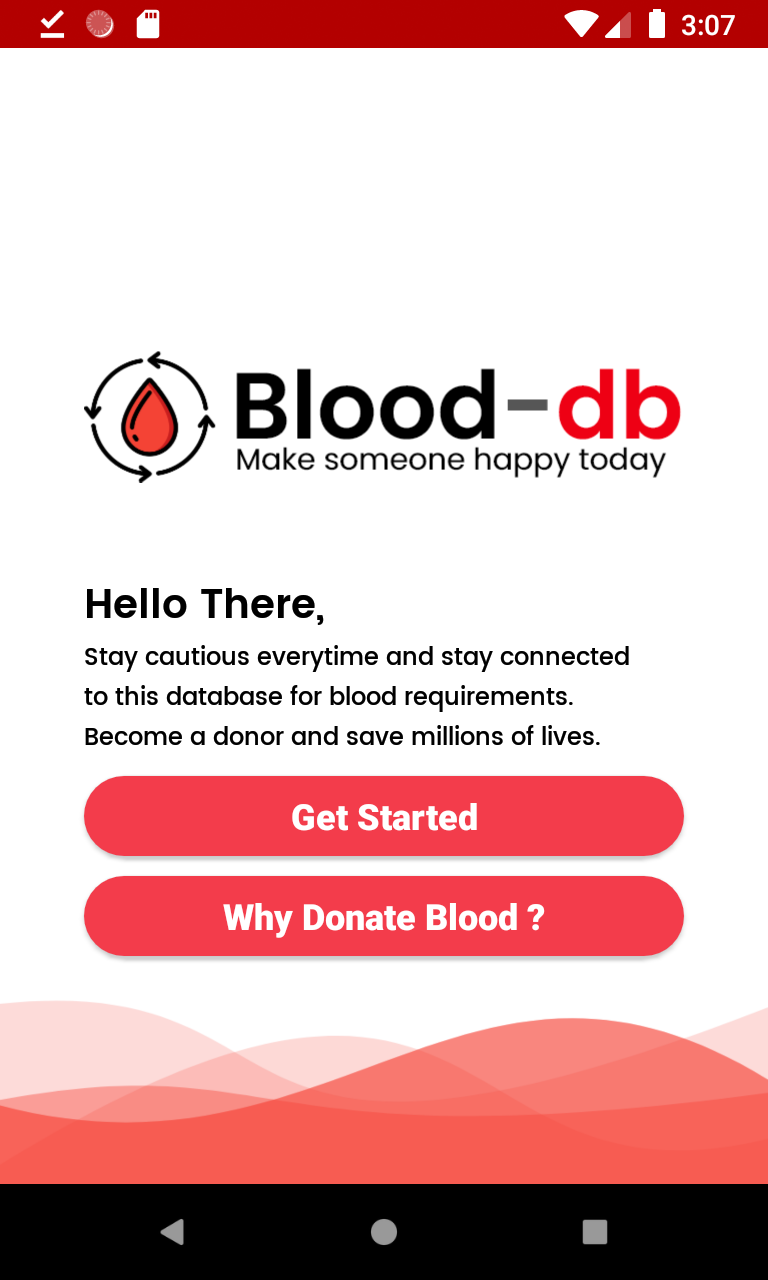 3:07
Blood-db
Make someone happy today
Hello There,
Stay cautious everytime and stay connected
to this database for blood requirements.
Become a donor and save millions of lives.
Get Started
Why Donate Blood ?